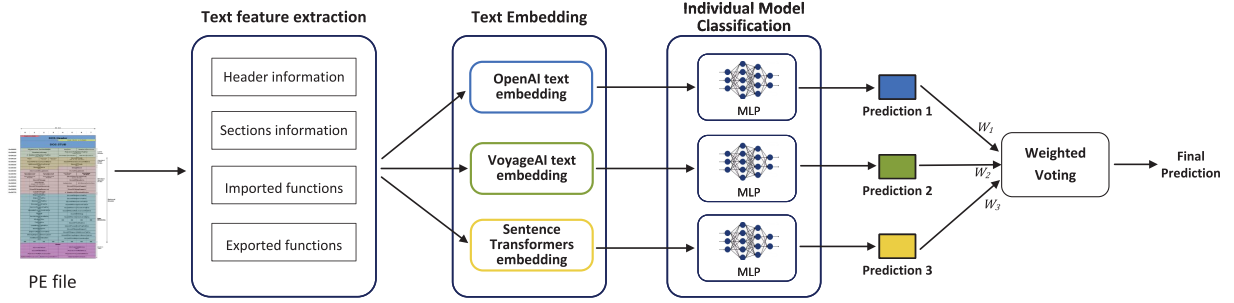 Text feature extraction
Header information
Sections information
Imported functions
Exported functions
PE file
Text Embedding
OpenAI text
embedding
VoyageAI text
embedding
Sentence
Transformers
embedding
Individual Model
Classification
MLP
MLP
MLP
Prediction 1
Prediction 2
Prediction 3
W1
W2
W3
Weighted
Voting
Final
Prediction